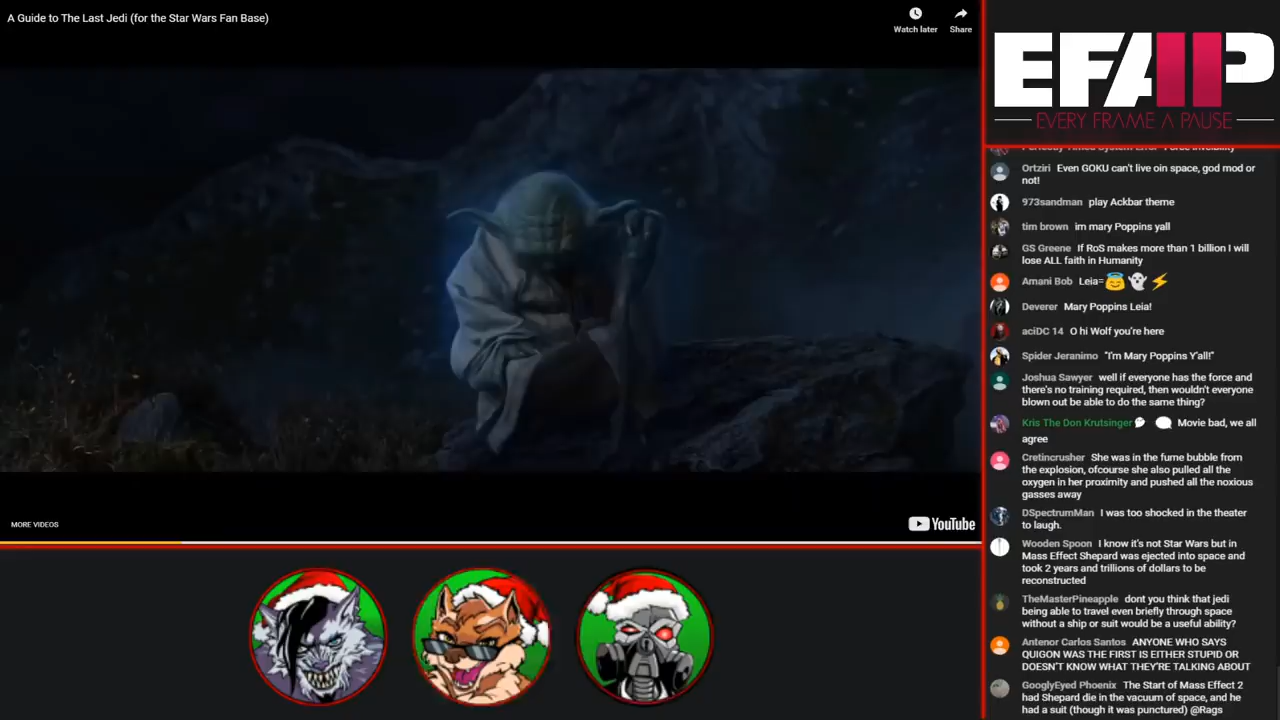 A Guide to The Last Jedi (for the Star Wars Fan Base)
Watch later
Share
MORE VIDEOS
YouTube
EFAP
EVERY FRAME A PAUSE
Ortziri Even GOKU can't live oin space, god mod or
not!
973sandman play Ackbar theme
tim brown im mary Poppins yall
GS Greene If RoS makes more than 1 billion I will
lose ALL faith in Humanity
Amani Bob Leia=😇👻⚡
Deverer Mary Poppins Leia!
aciDC 14 O hi Wolf you're here
Spider Jeranimo "I'm Mary Poppins Y'all!"
Joshua Sawyer well if everyone has the force and
there's no training required, then wouldn't everyone
blown out be able to do the same thing?
Kris The Don Krutsinger Movie bad, we all
agree
Cretincrusher She was in the fume bubble from
the explosion, ofcourse she also pulled all the
oxygen in her proximity and pushed all the noxious
gasses away
DSpectrumMan I was too shocked in the theater
to laugh.
Wooden Spoon I know it's not Star Wars but in
Mass Effect Shepard was ejected into space and
took 2 years and trillions of dollars to be
reconstructed
TheMasterPineapple dont you think that jedi
being able to travel even briefly through space
without a ship or suit would be a useful ability?
Antenor Carlos Santos ANYONE WHO SAYS
QUIGON WAS THE FIRST IS EITHER STUPID OR
DOESN'T KNOW WHAT THEY'RE TALKING ABOUT
GooglyEyed Phoenix The Start of Mass Effect 2
had Shepard die in the vacuum of space, and he
had a suit (though it was punctured) @Rags